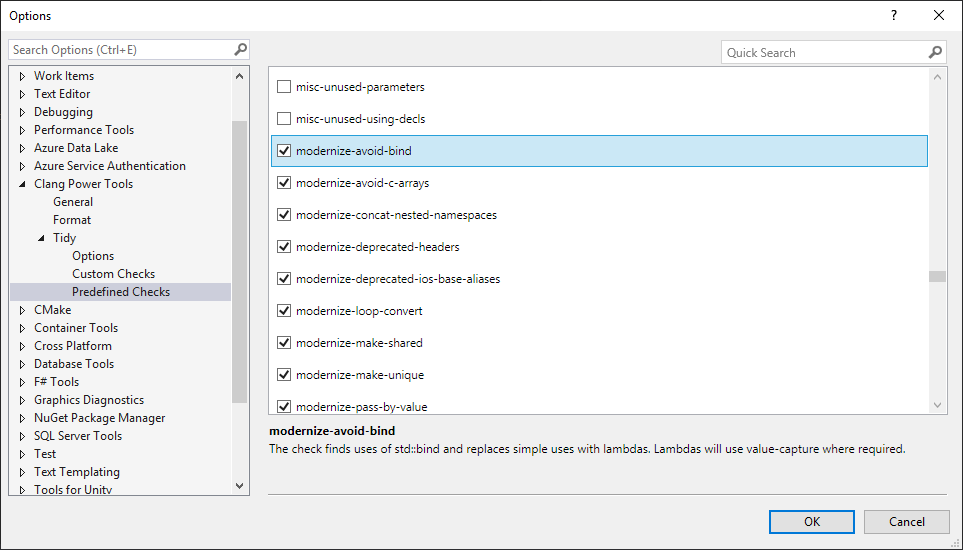 Options
?
Search Options (Ctrl+E)
Quick Search
Work Items
Text Editor
Debugging
Performance Tools
Azure Data Lake
Azure Service Authentication
Clang Power Tools
General
Format
Tidy
Options
Custom Checks
Predefined Checks
CMake
Container Tools
Cross Platform
Database Tools
F# Tools
Graphics Diagnostics
NuGet Package Manager
SQL Server Tools
Test
Text Templating
Tools for Unity
misc-unused-parameters
misc-unused-using-decls
modernize-avoid-bind
modernize-avoid-c-arrays
modernize-concat-nested-namespaces
modernize-deprecated-headers
modernize-deprecated-ios-base-aliases
modernize-loop-convert
modernize-make-shared
modernize-make-unique
modernize-pass-by-value
modernize-avoid-bind
The check finds uses of std::bind and replaces simple uses with lambdas. Lambdas will use value-capture where required.
OK
Cancel